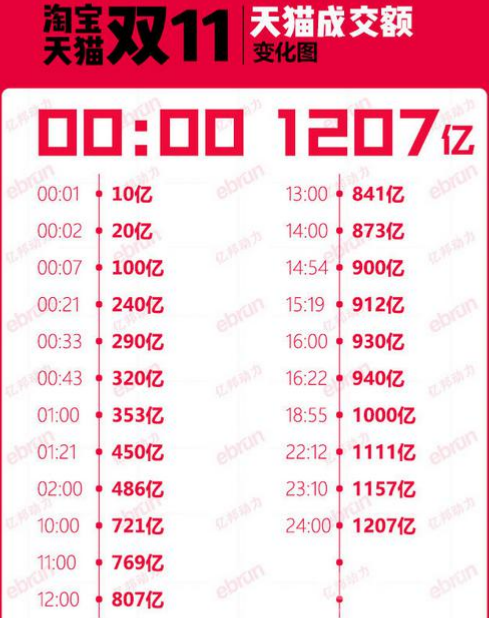 淘宝
天猫
双11
天猫成交额
变化图
00:00 1207亿
00:01 10亿
00:02 20亿
00:07 100亿
00:21 240亿
00:33 290亿
00:43 320亿
01:00 353亿
01:21 450亿
02:00 486亿
10:00 721亿
11:00 769亿
12:00 807亿
13:00 841亿
14:00 873亿
14:54 900亿
15:19 912亿
16:00 930亿
16:22 940亿
18:55 1000亿
22:12 1111亿
23:10 1157亿
24:00 1207亿
亿邦动力
ebrun